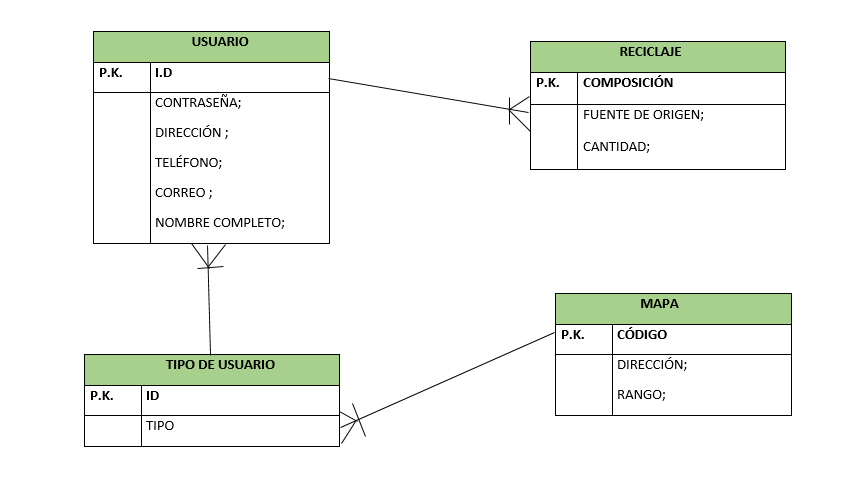 USUARIO
P.K. I.D
CONTRASEÑA;
DIRECCIÓN ;
TELÉFONO;
CORREO ;
NOMBRE COMPLETO;
RECICLAJE
P.K. COMPOSICIÓN
FUENTE DE ORIGEN;
CANTIDAD;
TIPO DE USUARIO
P.K. ID
TIPO
MAPA
P.K. CÓDIGO
DIRECCIÓN;
RANGO;